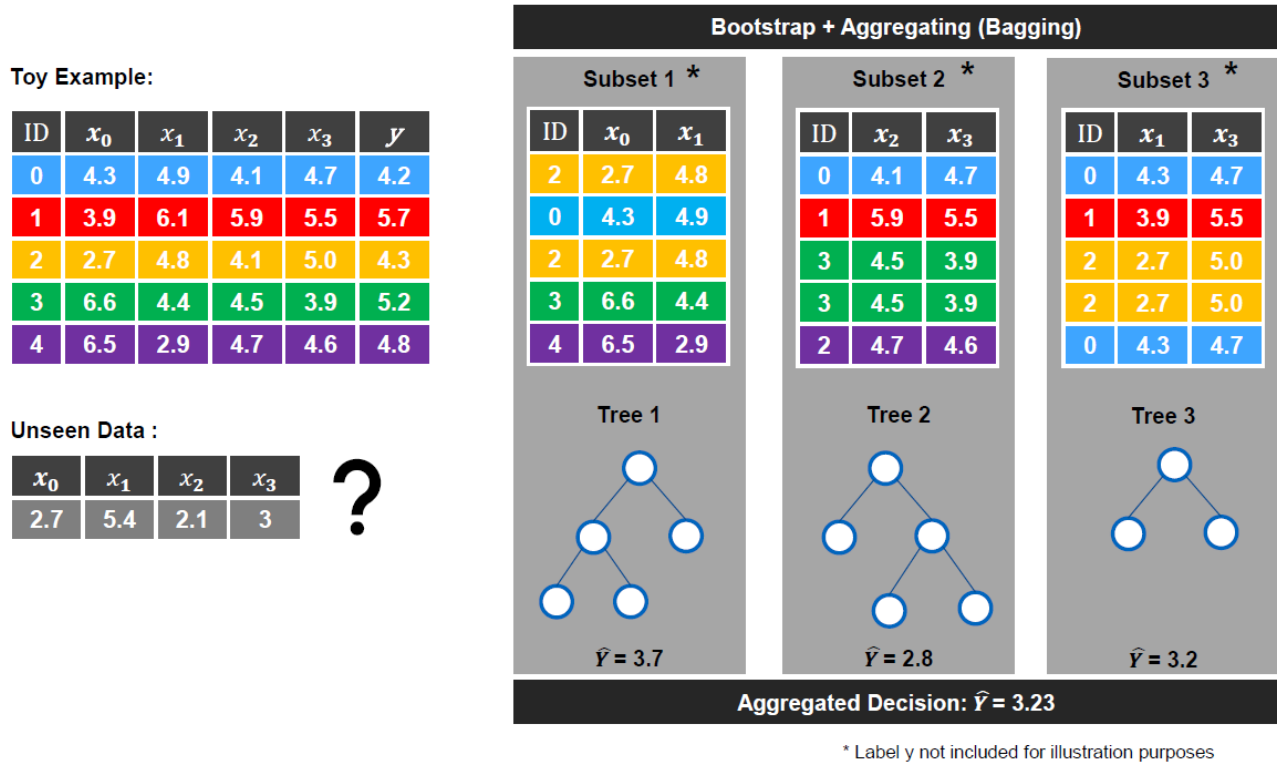 Toy Example:
ID x₀ x₁ x₂ x₃ y
0 4.3 4.9 4.1 4.7 4.2
1 3.9 6.1 5.9 5.5 5.7
2 2.7 4.8 4.1 5.0 4.3
3 6.6 4.4 4.5 3.9 5.2
4 6.5 2.9 4.7 4.6 4.8
Unseen Data :
x₀ x₁ x₂ x₃
2.7 5.4 2.1 3
?
Bootstrap + Aggregating (Bagging)
Subset 1 *
ID x₀ x₁
2 2.7 4.8
0 4.3 4.9
2 2.7 4.8
3 6.6 4.4
4 6.5 2.9
Tree 1
Ŷ = 3.7
Subset 2 *
ID x₂ x₃
0 4.1 4.7
1 5.9 5.5
3 4.5 3.9
3 4.5 3.9
2 4.7 4.6
Tree 2
Ŷ = 2.8
Subset 3 *
ID x₁ x₃
0 4.3 4.7
1 3.9 5.5
2 2.7 5.0
2 2.7 5.0
0 4.3 4.7
Tree 3
Ŷ = 3.2
Aggregated Decision: Ŷ = 3.23
* Label y not included for illustration purposes